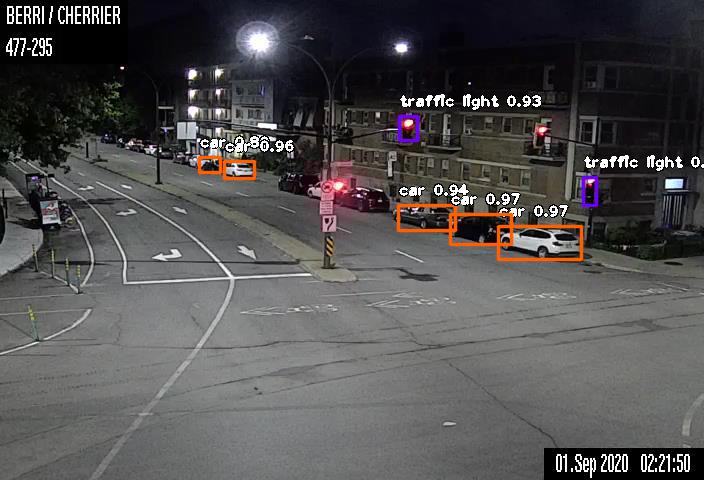 BERRI / CHERRIER
477-295
traffic light 0.93
car 0.96
traffic light 0.
car 0.94
car 0.97
car 0.97
01.Sep 2020 02:21:50